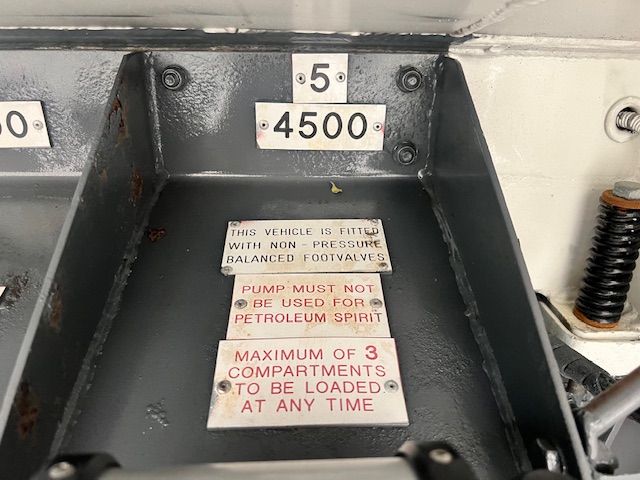 5
4500
THIS VEHICLE IS FITTED
WITH NON - PRESSURE
BALANCED FOOTVALVES
PUMP MUST NOT
BE USED FOR
PETROLEUM SPIRIT
MAXIMUM OF 3
COMPARTMENTS
TO BE LOADED
AT ANY TIME